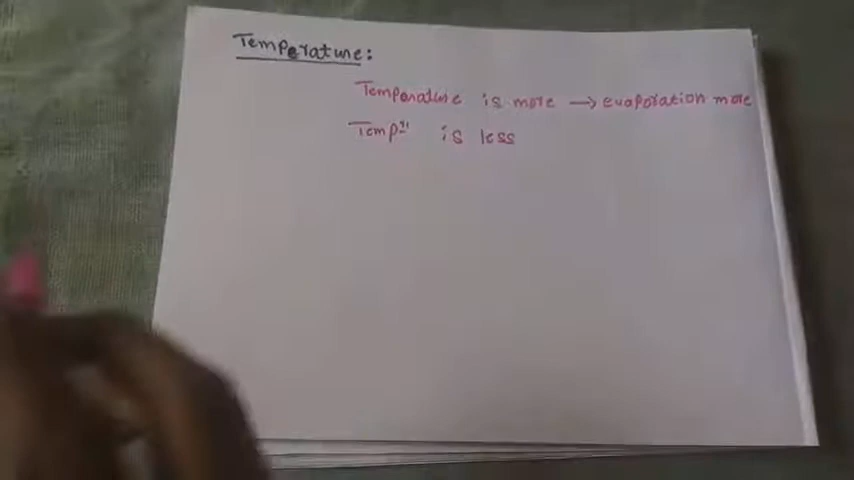 Temperature:
Temperature is more → evaporation more
Temp" is less